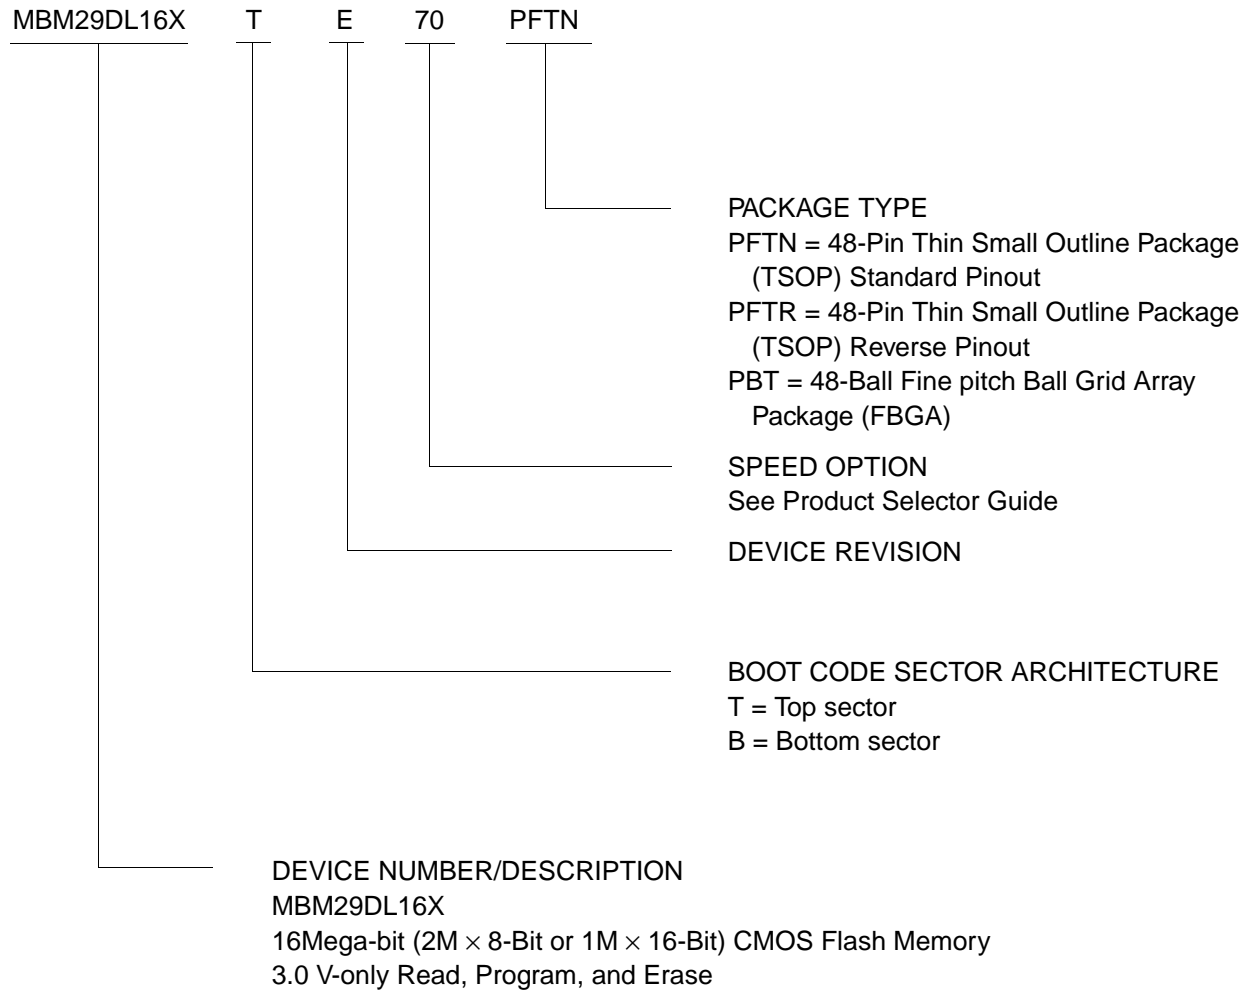 MBM29DL16X T E 70 PFTN
PACKAGE TYPE
PFTN = 48-Pin Thin Small Outline Package
(TSOP) Standard Pinout
PFTR = 48-Pin Thin Small Outline Package
(TSOP) Reverse Pinout
PBT = 48-Ball Fine pitch Ball Grid Array
Package (FBGA)
SPEED OPTION
See Product Selector Guide
DEVICE REVISION
BOOT CODE SECTOR ARCHITECTURE
T = Top sector
B = Bottom sector
DEVICE NUMBER/DESCRIPTION
MBM29DL16X
16Mega-bit (2M × 8-Bit or 1M × 16-Bit) CMOS Flash Memory
3.0 V-only Read, Program, and Erase